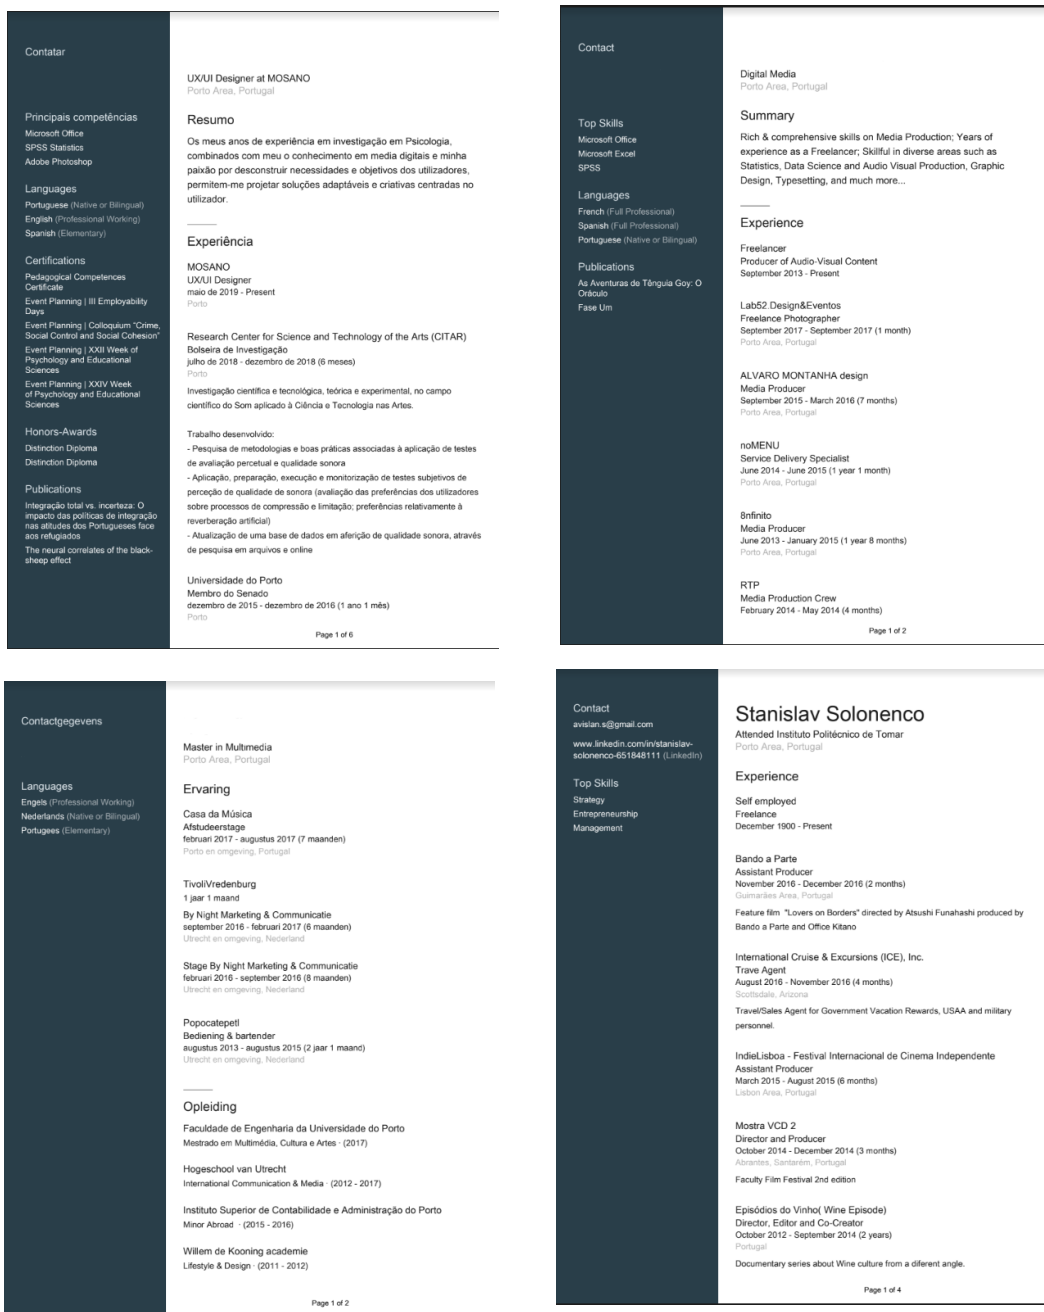 Contatar
Principais competências
Microsoft Office
SPSS Statistics
Adobe Photoshop
Languages
Portuguese (Native or Bilingual)
English (Professional Working)
Spanish (Elementary)
Certifications
Pedagogical Competences
Certificate
Event Planning | III Employability
Days
Event Planning | Colloquium "Crime,
Social Control and Social Cohesion"
Event Planning | XXII Week of
Psychology and Educational
Sciences
Event Planning | XXIV Week
of Psychology and Educational
Sciences
Honors-Awards
Distinction Diploma
Distinction Diploma
Publications
Integração total vs. incerteza: O
impacto das políticas de integração
nas atitudes dos Portugueses face
aos refugiados
The neural correlates of the black-
sheep effect
UX/UI Designer at MOSANO
Porto Area, Portugal
Resumo
Os meus anos de experiência em investigação em Psicologia,
combinados com meu o conhecimento em media digitais e minha
paixão por desconstruir necessidades e objetivos dos utilizadores,
permitem-me projetar soluções adaptáveis e criativas centradas no
utilizador.
Experiência
MOSANO
UX/UI Designer
maio de 2019 - Present
Porto
Research Center for Science and Technology of the Arts (CITAR)
Bolseira de Investigação
julho de 2018 - dezembro de 2018 (6 meses)
Porto
Investigação científica e tecnológica, teórica e experimental, no campo
científico do Som aplicado à Ciência e Tecnologia nas Artes.
Trabalho desenvolvido:
- Pesquisa de metodologias e boas práticas associadas à aplicação de testes
de avaliação percetual e qualidade sonora
- Aplicação, preparação, execução e monitorização de testes subjetivos de
perceção de qualidade de sonora (avaliação das preferências dos utilizadores
sobre processos de compressão e limitação; preferências relativamente à
reverberação artificial)
- Atualização de uma base de dados em aferição de qualidade sonora, através
de pesquisa em arquivos e online
Universidade do Porto
Membro do Senado
dezembro de 2015 - dezembro de 2016 (1 ano 1 mês)
Porto
Page 1 of 6
Contact
Top Skills
Microsoft Office
Microsoft Excel
SPSS
Languages
French (Full Professional)
Spanish (Full Professional)
Portuguese (Native or Bilingual)
Publications
As Aventuras de Tênguia Goy: O
Oráculo
Fase Um
Digital Media
Porto Area, Portugal
Summary
Rich & comprehensive skills on Media Production; Years of
experience as a Freelancer; Skillful in diverse areas such as
Statistics, Data Science and Audio Visual Production, Graphic
Design, Typesetting, and much more...
Experience
Freelancer
Producer of Audio-Visual Content
September 2013 - Present
Lab52.Design&Eventos
Freelance Photographer
September 2017 - September 2017 (1 month)
Porto Area, Portugal
ALVARO MONTANHA design
Media Producer
September 2015 - March 2016 (7 months)
Porto Area, Portugal
noMENU
Service Delivery Specialist
June 2014 - June 2015 (1 year 1 month)
Porto Area, Portugal
8nfinito
Media Producer
June 2013 - January 2015 (1 year 8 months)
Porto Area, Portugal
RTP
Media Production Crew
February 2014 - May 2014 (4 months)
Page 1 of 2
Contactgegevens
Languages
Engels (Professional Working)
Nederlands (Native or Bilingual)
Portugees (Elementary)
Master in Multimedia
Porto Area, Portugal
Ervaring
Casa da Música
Afstudeerstage
februari 2017 - augustus 2017 (7 maanden)
Porto en omgeving, Portugal
TivoliVredenburg
1 jaar 1 maand
By Night Marketing & Communicatie
september 2016 - februari 2017 (6 maanden)
Utrecht en omgeving, Nederland
Stage By Night Marketing & Communicatie
februari 2016 - september 2016 (8 maanden)
Utrecht en omgeving, Nederland
Popocatepetl
Bediening & bartender
augustus 2013 - augustus 2015 (2 jaar 1 maand)
Utrecht en omgeving, Nederland
Opleiding
Faculdade de Engenharia da Universidade do Porto
Mestrado em Multimédia, Cultura e Artes · (2017)
Hogeschool van Utrecht
International Communication & Media · (2012 - 2017)
Instituto Superior de Contabilidade e Administração do Porto
Minor Abroad · (2015 - 2016)
Willem de Kooning academie
Lifestyle & Design · (2011 - 2012)
Page 1 of 2
Contact
avislan.s@gmail.com
www.linkedin.com/in/stanislav-
solonenco-651848111 (LinkedIn)
Top Skills
Strategy
Entrepreneurship
Management
Stanislav Solonenco
Attended Instituto Politécnico de Tomar
Porto Area, Portugal
Experience
Self employed
Freelance
December 1900 - Present
Bando a Parte
Assistant Producer
November 2016 - December 2016 (2 months)
Guimarães Area, Portugal
Feature film "Lovers on Borders" directed by Atsushi Funahashi produced by
Bando a Parte and Office Kitano
International Cruise & Excursions (ICE), Inc.
Trave Agent
August 2016 - November 2016 (4 months)
Scottsdale, Arizona
Travel/Sales Agent for Government Vacation Rewards, USAA and military
personnel.
IndieLisboa - Festival Internacional de Cinema Independente
Assistant Producer
March 2015 - August 2015 (6 months)
Lisbon Area, Portugal
Mostra VCD 2
Director and Producer
October 2014 - December 2014 (3 months)
Abrantes, Santarém, Portugal
Faculty Film Festival 2nd edition
Episódios do Vinho( Wine Episode)
Director, Editor and Co-Creator
October 2012 - September 2014 (2 years)
Portugal
Documentary series about Wine culture from a diferent angle.
Page 1 of 4